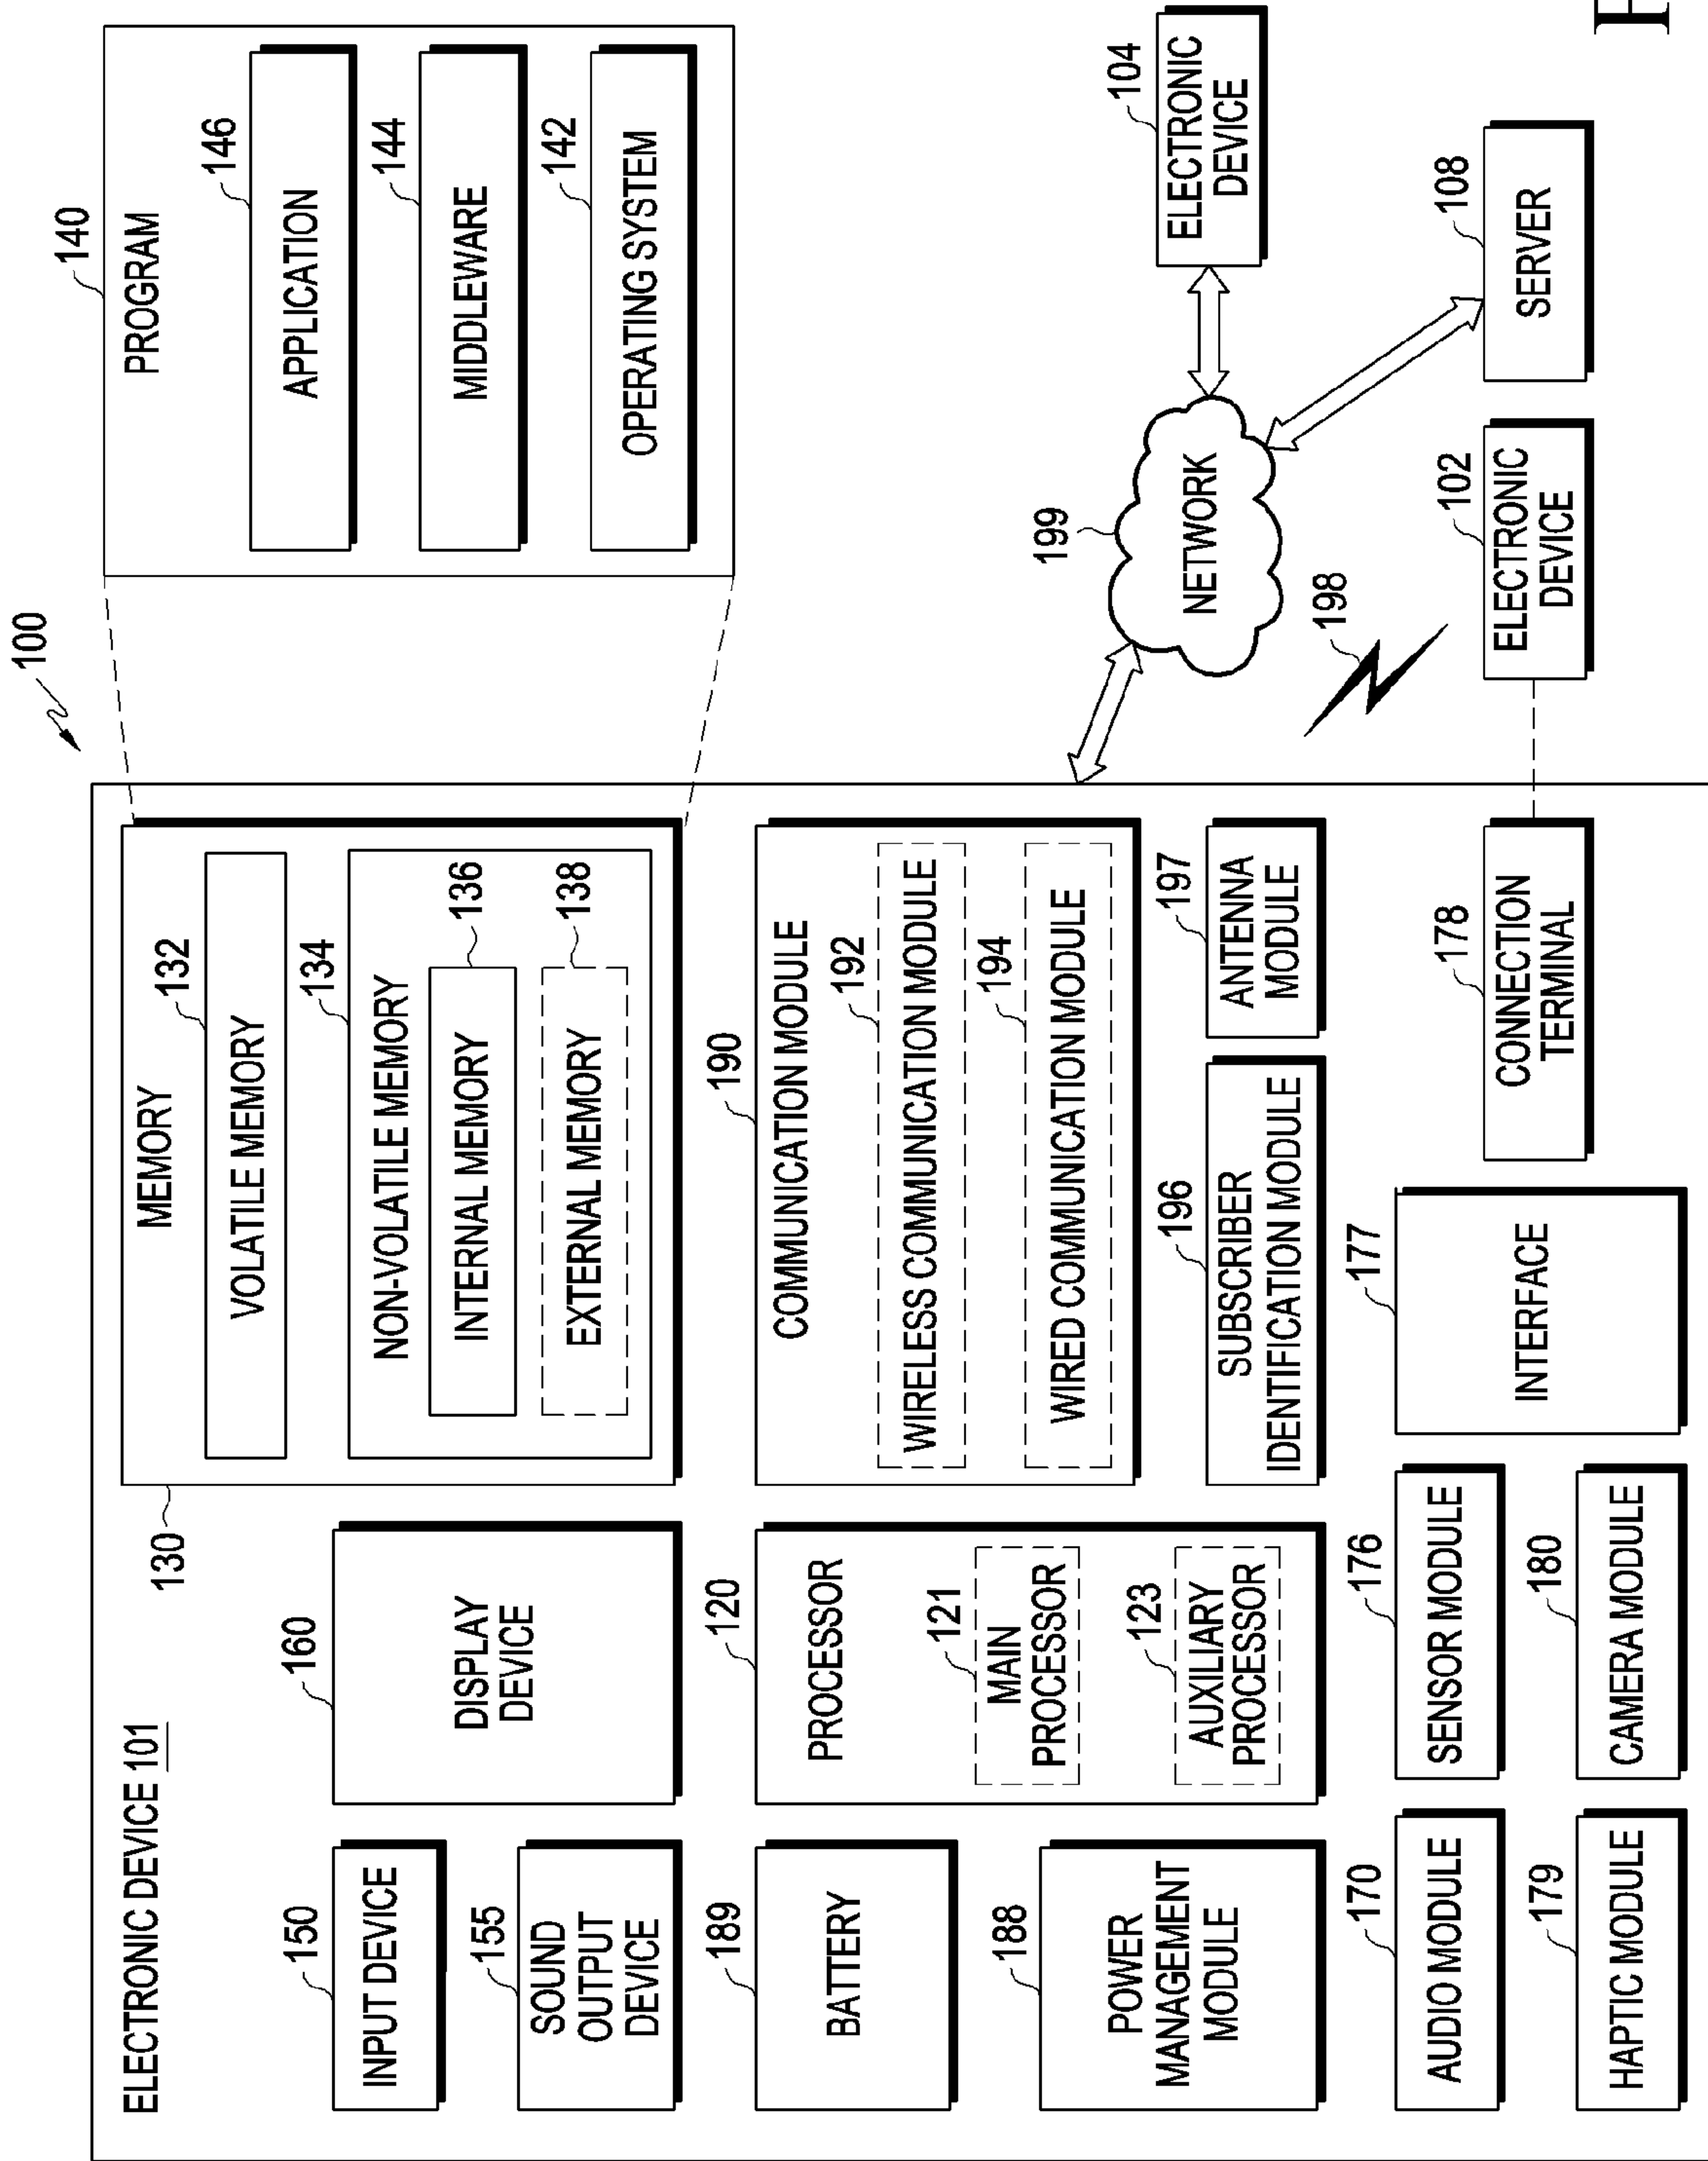 100
ELECTRONIC DEVICE 101
130
MEMORY
132
VOLATILE MEMORY
134
NON-VOLATILE MEMORY
136
INTERNAL MEMORY
138
EXTERNAL MEMORY
140
PROGRAM
146
APPLICATION
144
MIDDLEWARE
142
OPERATING SYSTEM
150
INPUT DEVICE
155
SOUND
OUTPUT
DEVICE
160
DISPLAY
DEVICE
189
BATTERY
188
POWER
MANAGEMENT
MODULE
120
PROCESSOR
121
MAIN
PROCESSOR
123
AUXILIARY
PROCESSOR
190
COMMUNICATION MODULE
192
WIRELESS COMMUNICATION MODULE
194
WIRED COMMUNICATION MODULE
196
SUBSCRIBER
IDENTIFICATION MODULE
197
ANTENNA
MODULE
170
AUDIO MODULE
176
SENSOR MODULE
177
INTERFACE
178
CONNECTION
TERMINAL
179
HAPTIC MODULE
180
CAMERA MODULE
199
NETWORK
104
ELECTRONIC
DEVICE
198
102
ELECTRONIC
DEVICE
108
SERVER